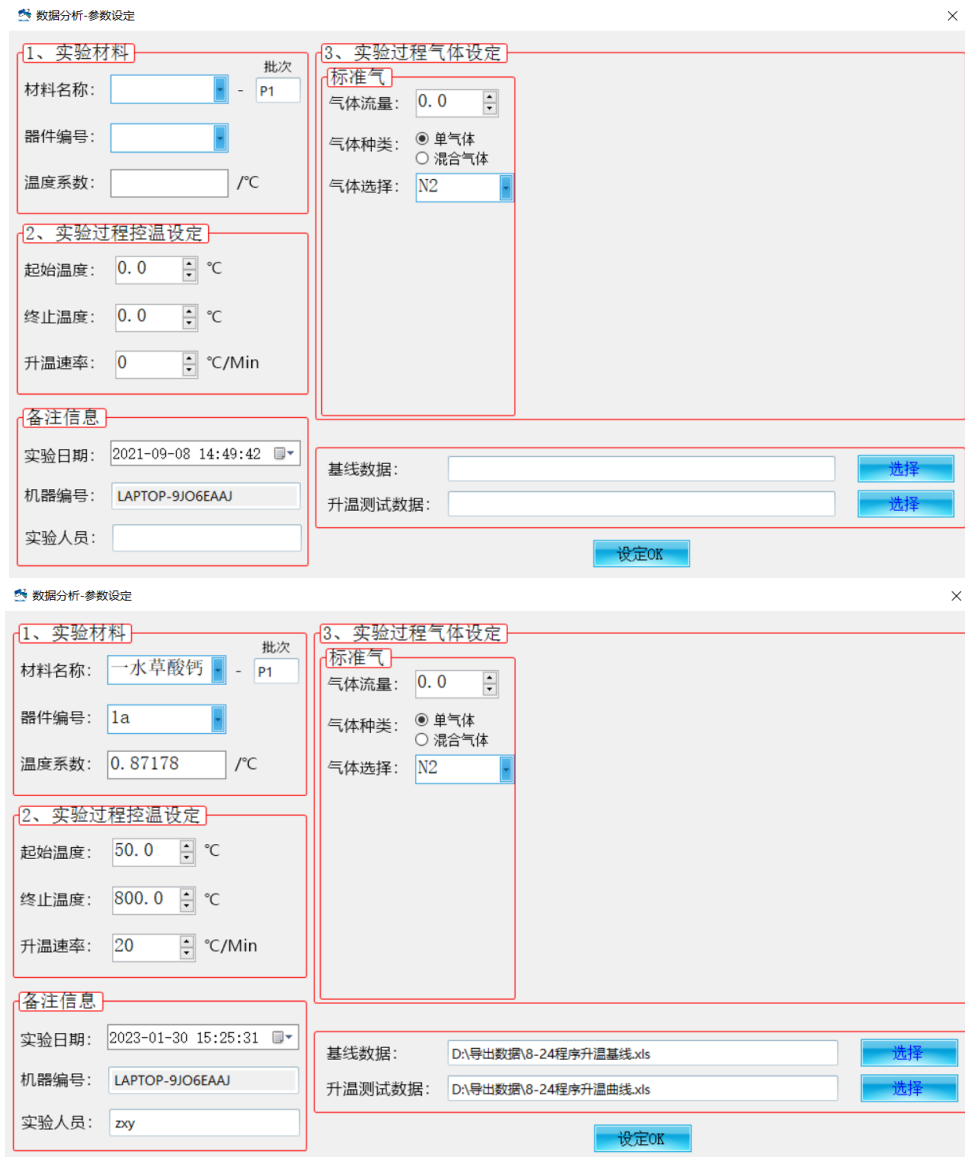 数据分析-参数设定
1、实验材料
批次
材料名称：
-
P1
器件编号：
温度系数：
/℃
2、实验过程控温设定
起始温度：
0.0
℃
终止温度：
0.0
℃
升温速率：
0
℃/Min
备注信息
实验日期：
2021-09-08 14:49:42
机器编号：
LAPTOP-9JO6EAAJ
实验人员：
3、实验过程气体设定
标准气
气体流量：
0.0
气体种类：
单气体
混合气体
气体选择：
N2
基线数据：
选择
升温测试数据：
选择
设定OK
数据分析-参数设定
1、实验材料
批次
材料名称：
一水草酸钙
-
P1
器件编号：
1a
温度系数：
0.87178
/℃
2、实验过程控温设定
起始温度：
50.0
℃
终止温度：
800.0
℃
升温速率：
20
℃/Min
备注信息
实验日期：
2023-01-30 15:25:31
机器编号：
LAPTOP-9JO6EAAJ
实验人员：
zxy
3、实验过程气体设定
标准气
气体流量：
0.0
气体种类：
单气体
混合气体
气体选择：
N2
基线数据：
D:\导出数据\8-24程序升温基线.xls
选择
升温测试数据：
D:\导出数据\8-24程序升温曲线.xls
选择
设定OK